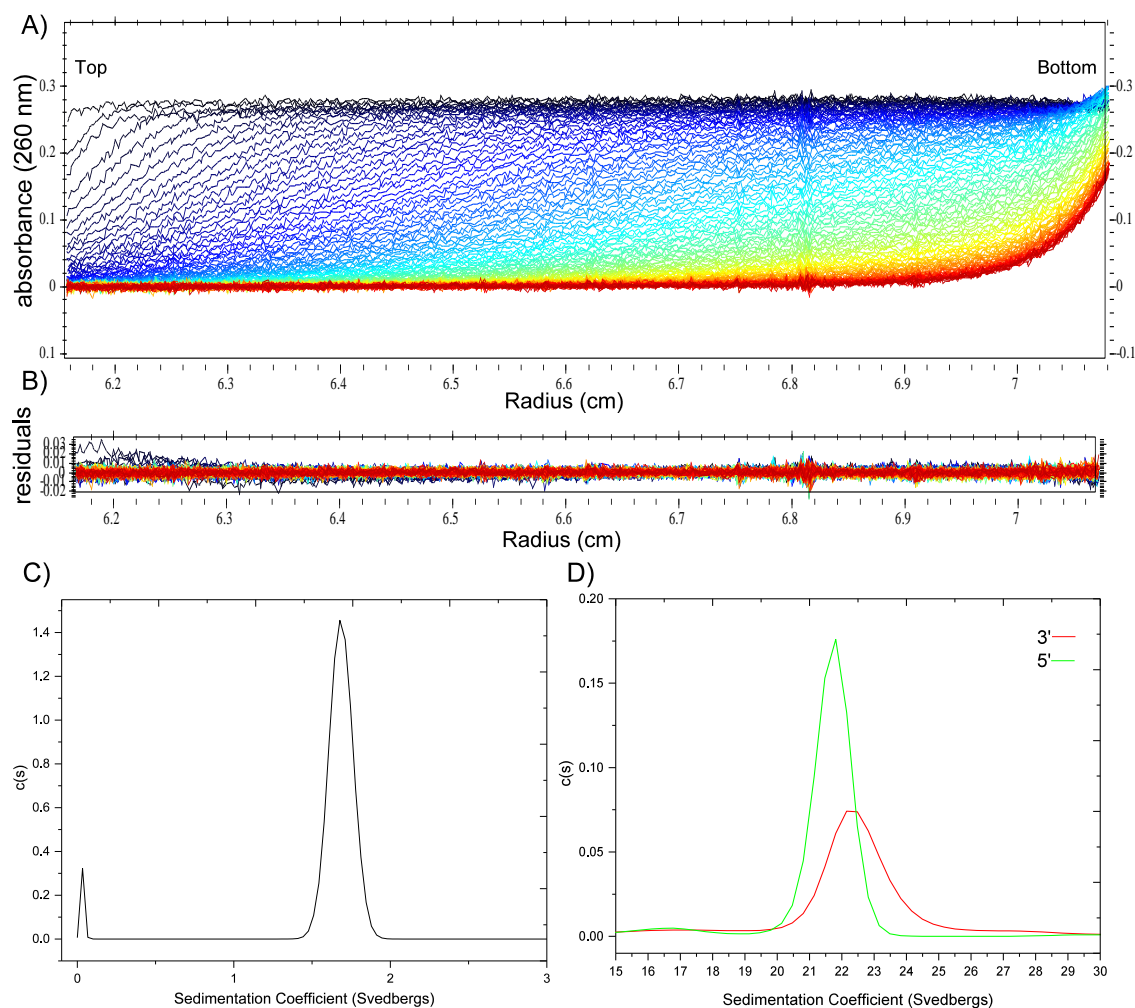 A)
Top
Bottom
0.3
0.2
0.1
0
0.1
0.3
0.2
0.1
0
-0.1
absorbance (260 nm)
6.2 6.3 6.4 6.5 6.6 6.7 6.8 6.9 7
Radius (cm)
B)
residuals
0.03
0.02
0.01
0
-0.01
-0.02
6.2 6.3 6.4 6.5 6.6 6.7 6.8 6.9 7
Radius (cm)
C)
c(s)
1.4
1.2
1.0
0.8
0.6
0.4
0.2
0.0
0 1 2 3
Sedimentation Coefficient (Svedbergs)
D)
c(s)
0.20
0.15
0.10
0.05
0.00
3'
5'
15 16 17 18 19 20 21 22 23 24 25 26 27 28 29 30
Sedimentation Coefficient (Svedbergs)